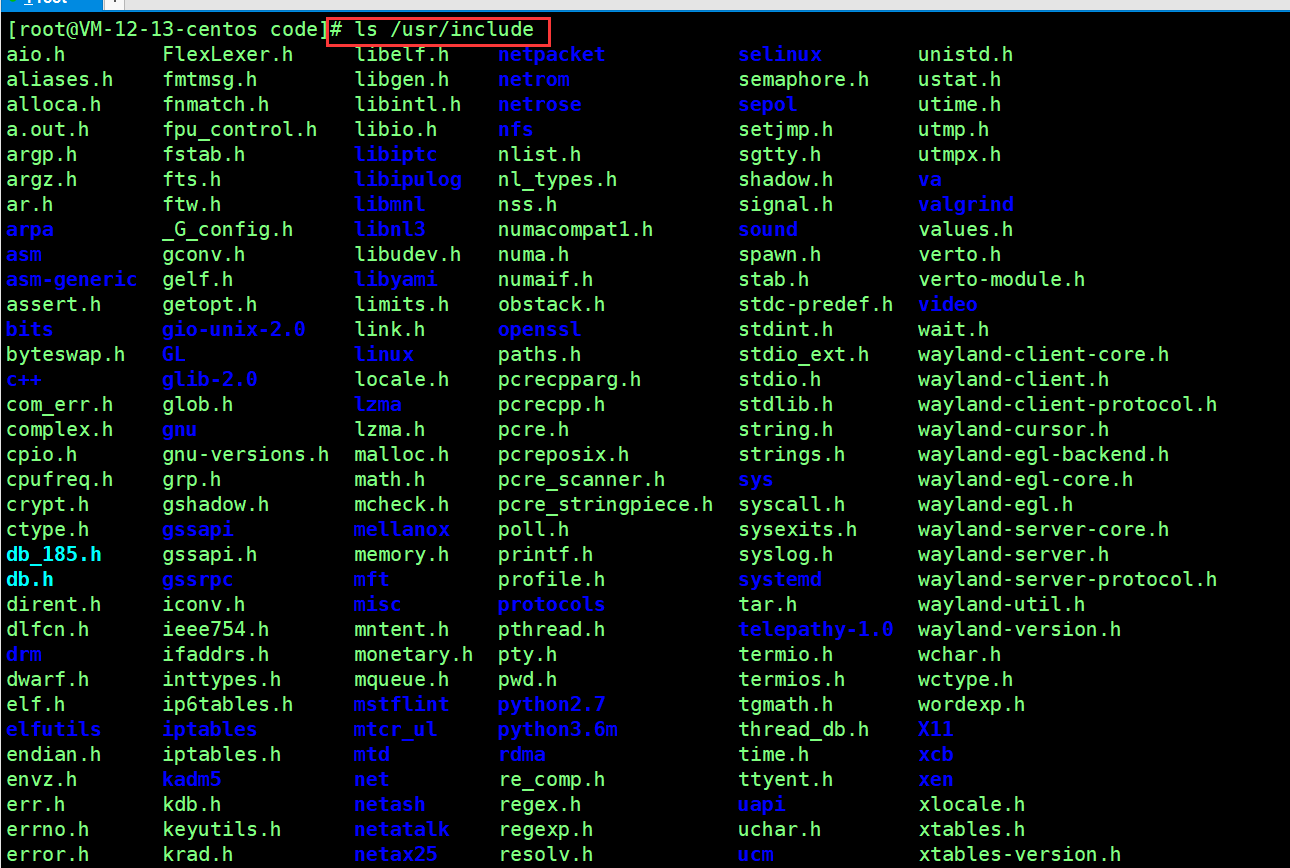 [root@VM-12-13-centos code]# ls /usr/include
aio.h FlexLexer.h libelf.h netpacket selinux unistd.h
aliases.h fmtmsg.h libgen.h netrom semaphore.h ustat.h
alloca.h fnmatch.h libintl.h netrose sepol utime.h
a.out.h fpu_control.h libio.h nfs setjmp.h utmp.h
argp.h fstab.h libiptc nlist.h sgtty.h utmpx.h
argz.h fts.h libipulog nl_types.h shadow.h va
ar.h ftw.h libmnl nss.h signal.h valgrind
arpa _G_config.h libnl3 numacompat1.h sound values.h
asm gconv.h libudev.h numa.h spawn.h verto.h
asm-generic gelf.h libyami numaif.h stab.h verto-module.h
assert.h getopt.h limits.h obstack.h stdc-predef.h video
bits gio-unix-2.0 link.h openssl stdint.h wait.h
byteswap.h GL linux paths.h stdio_ext.h wayland-client-core.h
c++ glib-2.0 locale.h pcrecpparg.h stdio.h wayland-client.h
com_err.h glob.h lzma pcrecpp.h stdlib.h wayland-client-protocol.h
complex.h gnu lzma.h pcre.h string.h wayland-cursor.h
cpio.h gnu-versions.h malloc.h pcreposix.h strings.h wayland-egl-backend.h
cpufreq.h grp.h math.h pcre_scanner.h sys wayland-egl-core.h
crypt.h gshadow.h mcheck.h pcre_stringpiece.h syscall.h wayland-egl.h
ctype.h gssapi mellanox poll.h sysexits.h wayland-server-core.h
db_185.h gssapi.h memory.h printf.h syslog.h wayland-server.h
db.h gssrpc mft profile.h systemd wayland-server-protocol.h
dirent.h iconv.h misc protocols tar.h wayland-util.h
dlfcn.h ieee754.h mntent.h pthread.h telepathy-1.0 wayland-version.h
drm ifaddrs.h monetary.h pty.h termio.h wchar.h
dwarf.h inttypes.h mqueue.h pwd.h termios.h wctype.h
elf.h ip6tables.h mstflint python2.7 tgmath.h wordexp.h
elfutils iptables mtcr_ul python3.6m thread_db.h X11
endian.h iptables.h mtd rdma time.h xcb
envz.h kadm5 net re_comp.h ttyent.h xen
err.h kdb.h netash regex.h uapi xlocale.h
errno.h keyutils.h netatalk regexp.h uchar.h xtables.h
error.h krad.h netax25 resolv.h ucm xtables-version.h